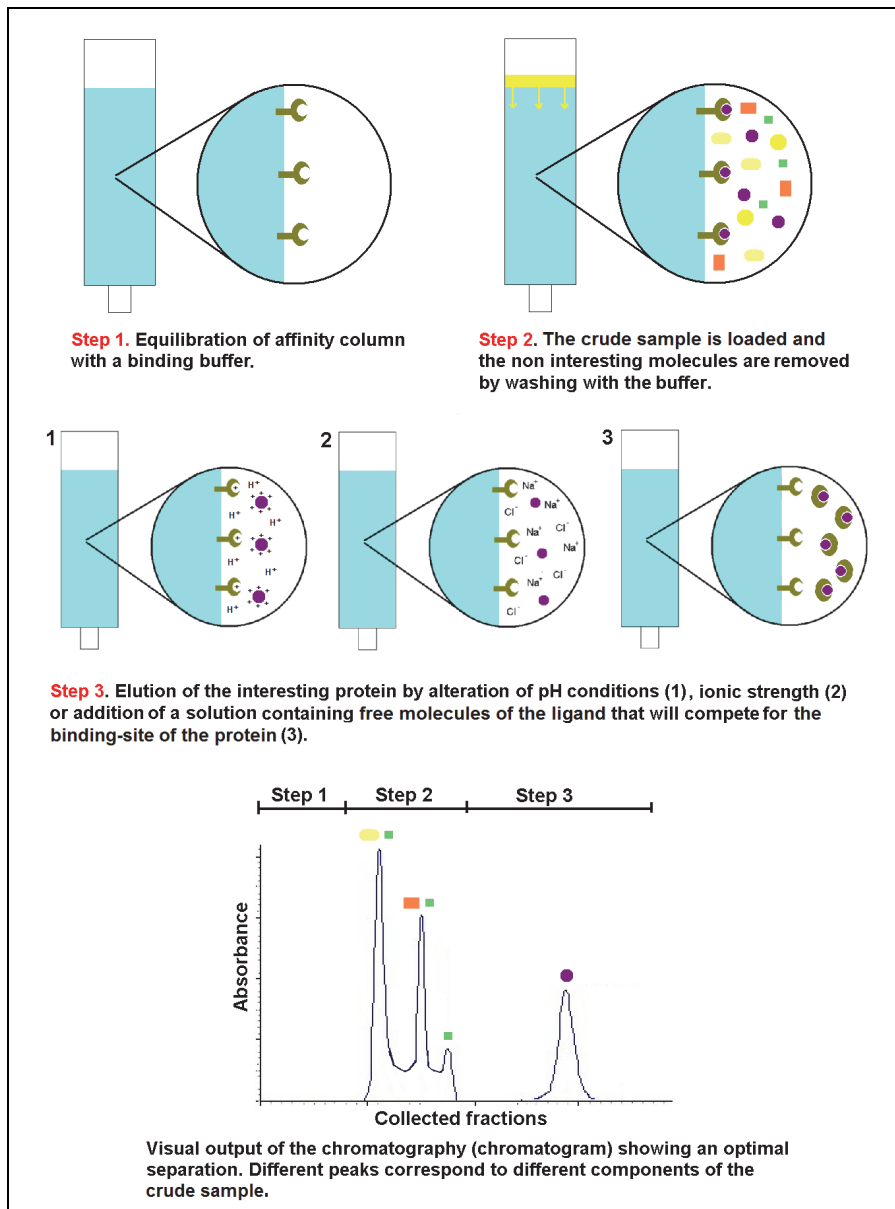 Step 1. Equilibration of affinity column
with a binding buffer.
Step 2. The crude sample is loaded and
the non interesting molecules are removed
by washing with the buffer.
1
H⁺
H⁺
H⁺
H⁺
H⁺
H⁺
2
Na⁺
Na⁺
Cl⁻
Na⁺
Cl⁻
Cl⁻
Na⁺
Na⁺
Cl⁻
Cl⁻
3
Step 3. Elution of the interesting protein by alteration of pH conditions (1), ionic strength (2)
or addition of a solution containing free molecules of the ligand that will compete for the
binding-site of the protein (3).
Step 1 Step 2 Step 3
Absorbance
Collected fractions
Visual output of the chromatography (chromatogram) showing an optimal
separation. Different peaks correspond to different components of the
crude sample.